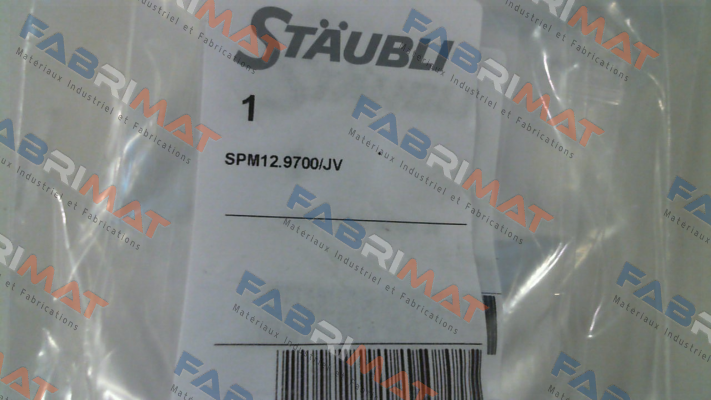 STÄUBLI
1
SPM12.9700/JV
FABRIMAT
Materiaux Industriel et Fabrications